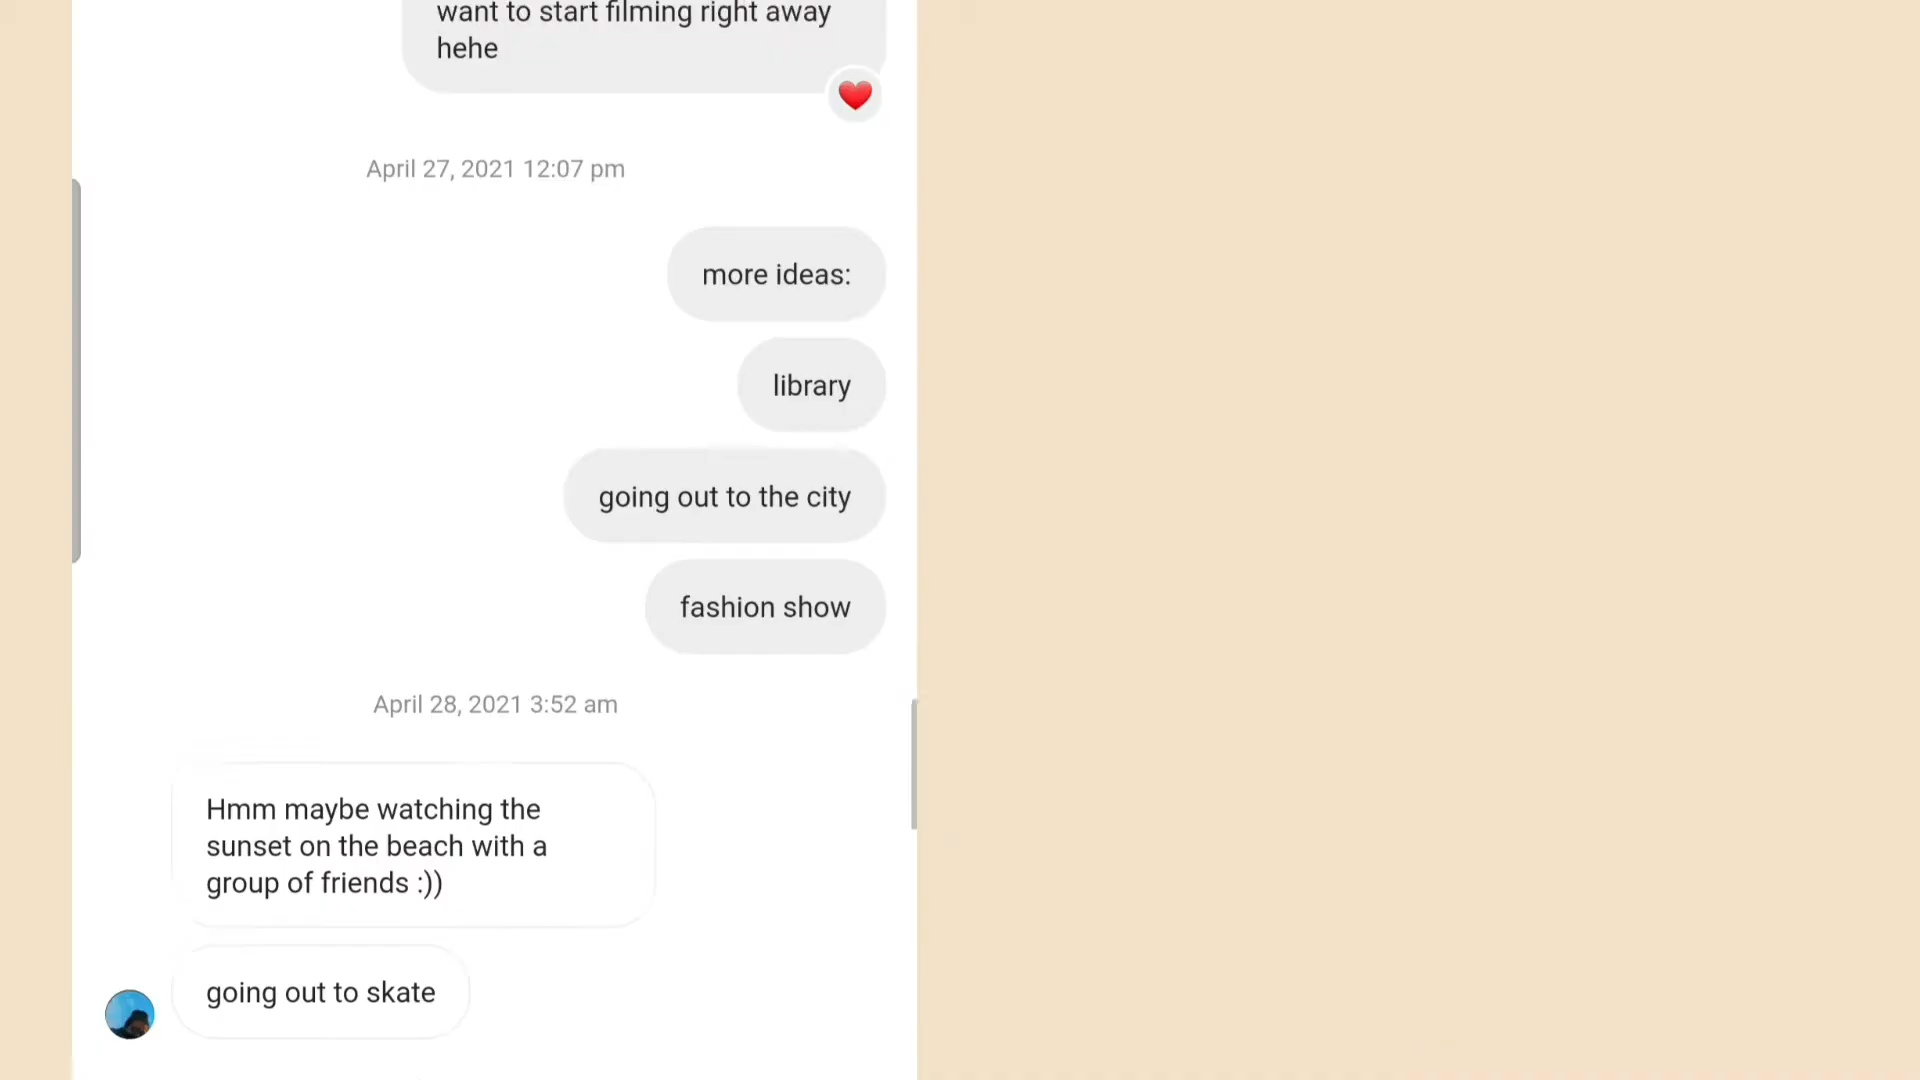 want to start filming right away
hehe
April 27, 2021 12:07 pm
more ideas:
library
going out to the city
fashion show
April 28, 2021 3:52 am
Hmm maybe watching the
sunset on the beach with a
group of friends :))
going out to skate